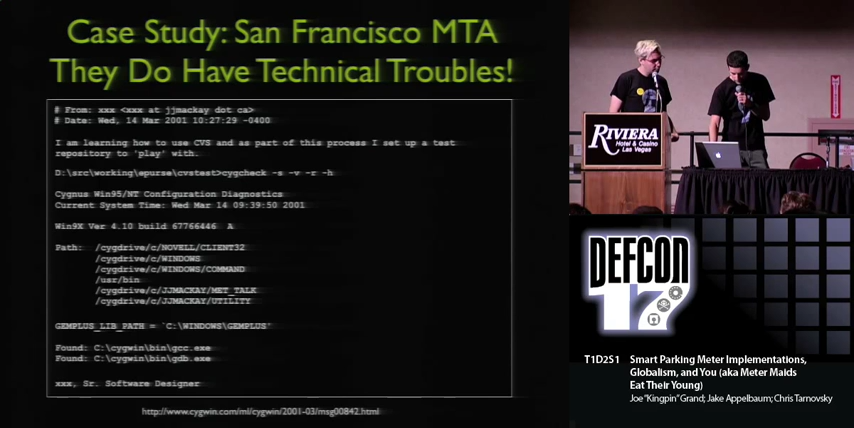 Case Study: San Francisco MTA
They Do Have Technical Troubles!
# From: xxx <xxx at jjmackay dot ca>
# Date: Wed, 14 Mar 2001 10:27:29 -0400
I am learning how to use CVS and as part of this process I set up a test
repository to 'play' with.
D:\src\working\epurse\cvstest>cygcheck -s -v -r -h
Cygnus Win95/NT Configuration Diagnostics
Current System Time: Wed Mar 14 09:39:50 2001
Win9X Ver 4.10 build 67766446  A
Path:   /cygdrive/c/NOVELL/CLIENT32
/cygdrive/c/WINDOWS
/cygdrive/c/WINDOWS/COMMAND
/usr/bin
/cygdrive/c/JJMACKAY/MET_TALK
/cygdrive/c/JJMACKAY/UTILITY
GEMPLUS_LIB_PATH = `C:\WINDOWS\GEMPLUS'
Found: C:\cygwin\bin\gcc.exe
Found: C:\cygwin\bin\gdb.exe
xxx, Sr. Software Designer
http://www.cygwin.com/ml/cygwin/2001-03/msg00842.html
RIVIERA
Hotel & Casino
Las Vegas
DEFCON
17
T1D2S1 Smart Parking Meter Implementations,
Globalism, and You (aka Meter Maids
Eat Their Young)
Joe "Kingpin" Grand; Jake Appelbaum; Chris Tarnovsky